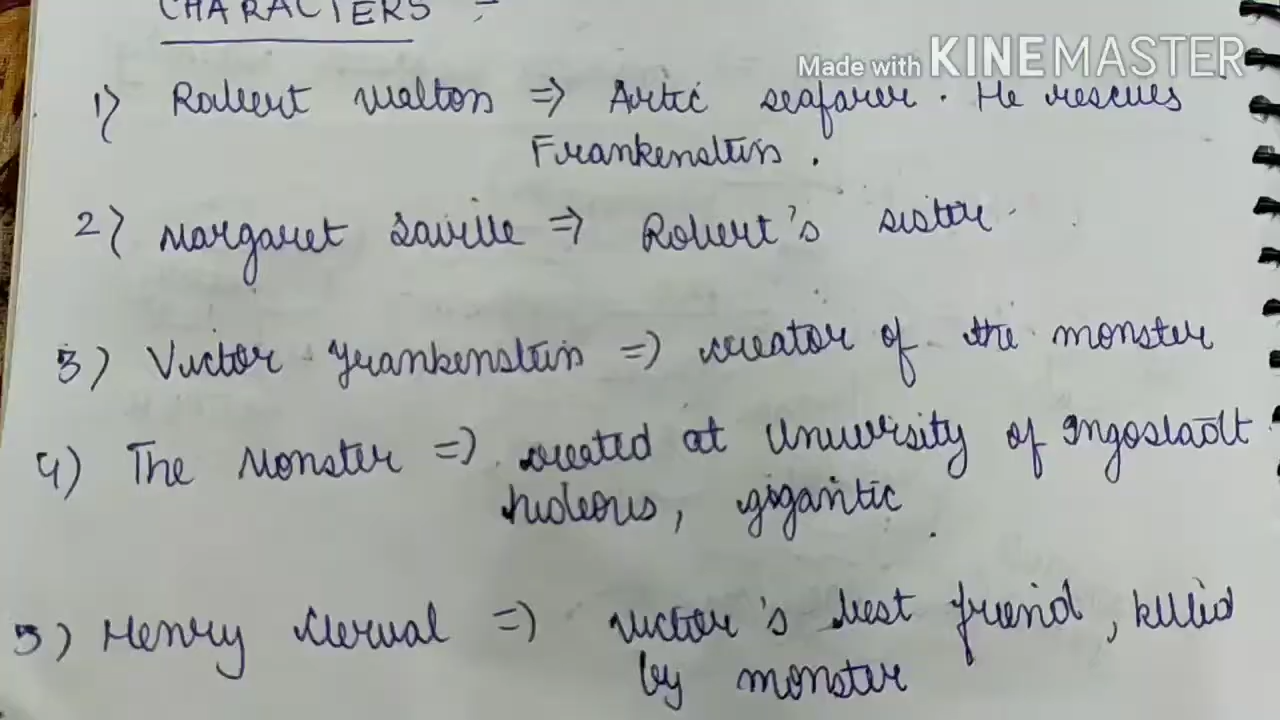 CHARACTERS :-
Made with KINEMASTER
1) Robert Walton => Artic seafarer. He rescues
Frankenstein.
2) Margaret Saville => Robert's sister.
3) Victor Frankenstein => creator of the monster
4) The Monster => created at University of Ingosladt
hideous, gigantic.
5) Henry Clerval => Victor's best friend, killed
by monster